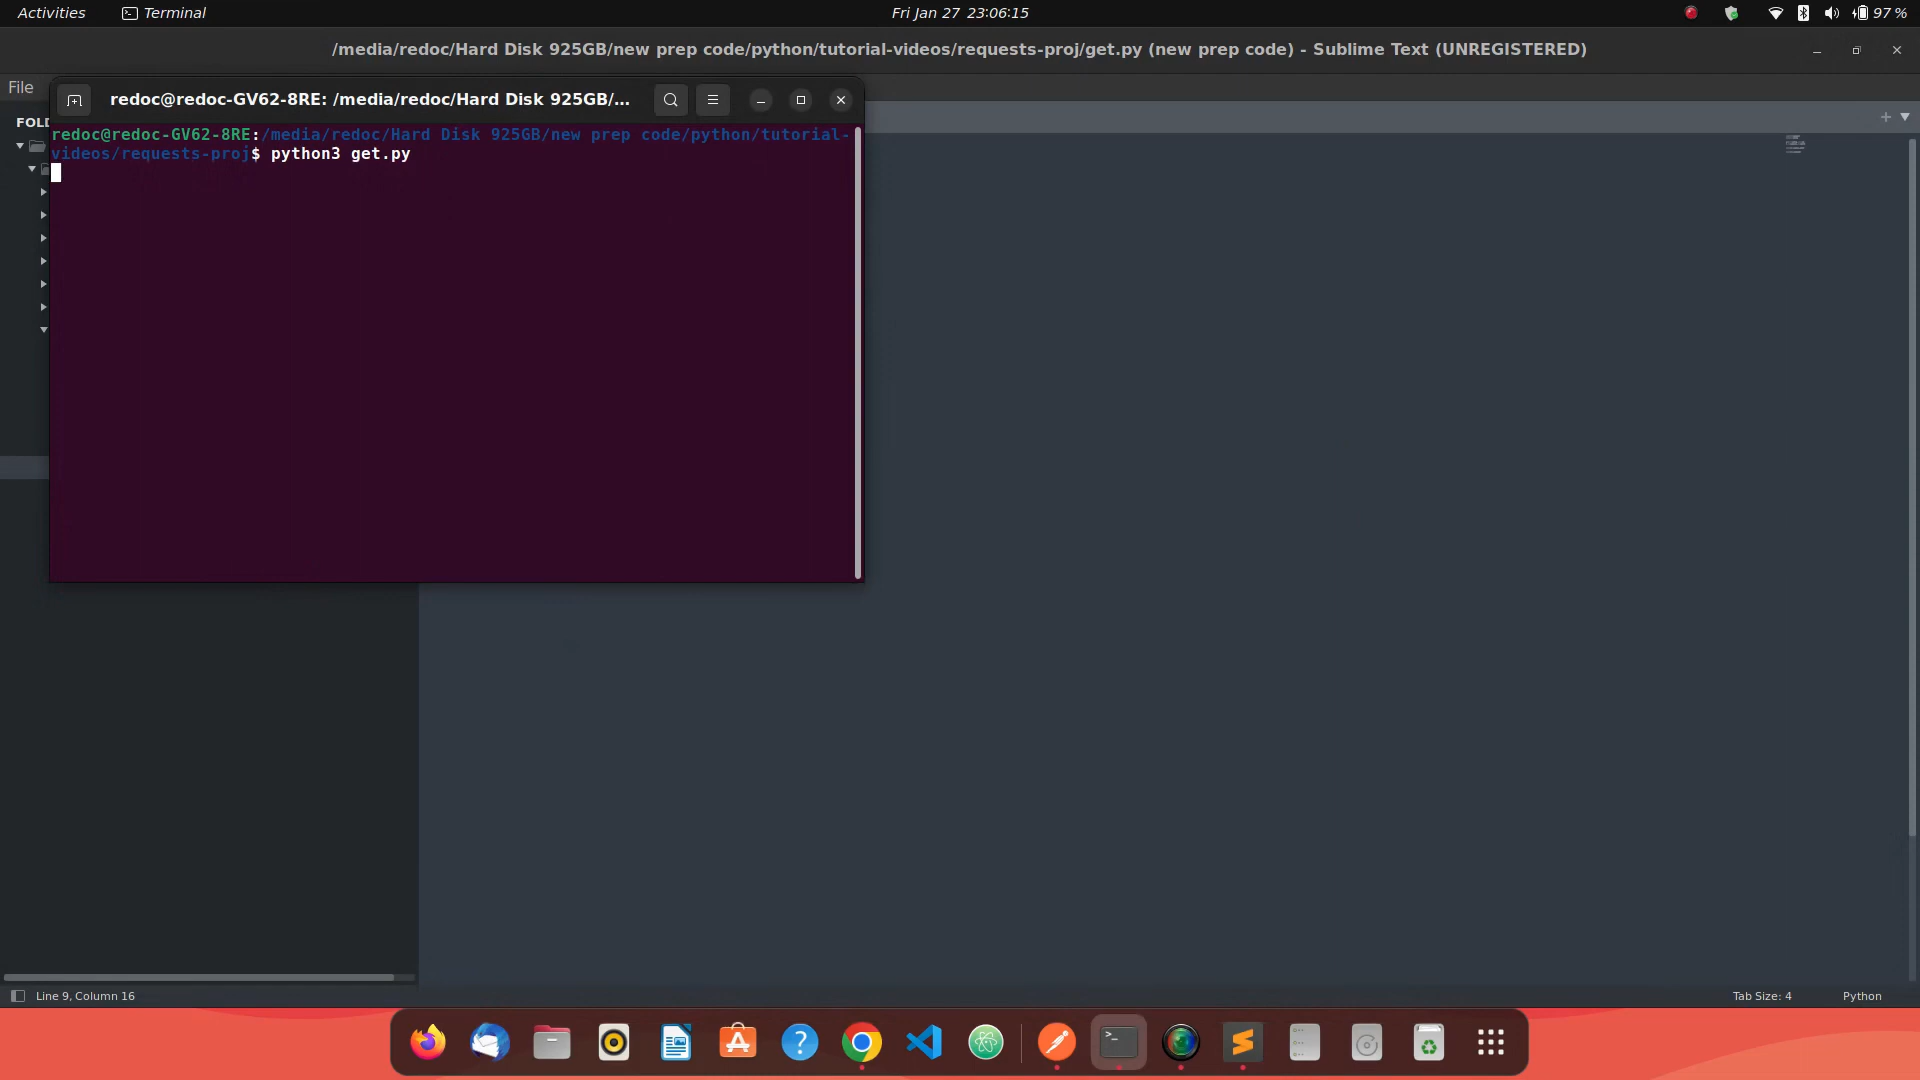 Activities Terminal Fri Jan 27 23:06:15 97 %
/media/redoc/Hard Disk 925GB/new prep code/python/tutorial-videos/requests-proj/get.py (new prep code) - Sublime Text (UNREGISTERED)
File
redoc@redoc-GV62-8RE: /media/redoc/Hard Disk 925GB/...
FOLD
redoc@redoc-GV62-8RE:/media/redoc/Hard Disk 925GB/new prep code/python/tutorial-
videos/requests-proj$ python3 get.py
Line 9, Column 16 Tab Size: 4 Python